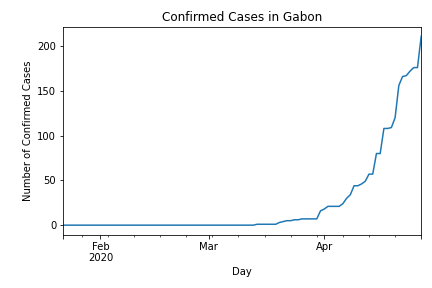 Confirmed Cases in Gabon
200
150
100
50
0
Number of Confirmed Cases
Feb
2020
Mar
Apr
Day